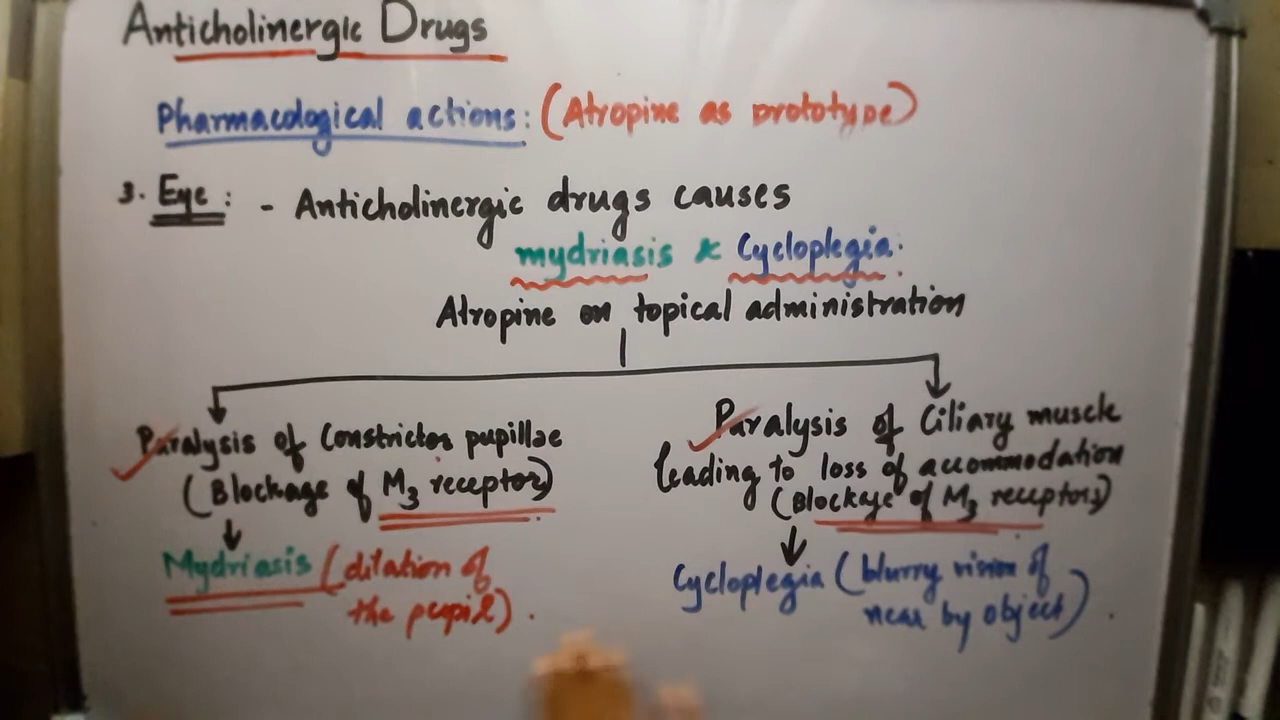 Anticholinergic Drugs
Pharmacological actions: (Atropine as prototype)
3. Eye: - Anticholinergic drugs causes
mydriasis & Cycloplegia.
Atropine on topical administration
Paralysis of Constrictor pupillae
(Blockage of M3 receptor)
Mydriasis (dilation of
the pupil).
Paralysis of Ciliary muscle
leading to loss of accommodation
(Blockage of M3 receptors)
Cycloplegia (blurry vision of
near by object).